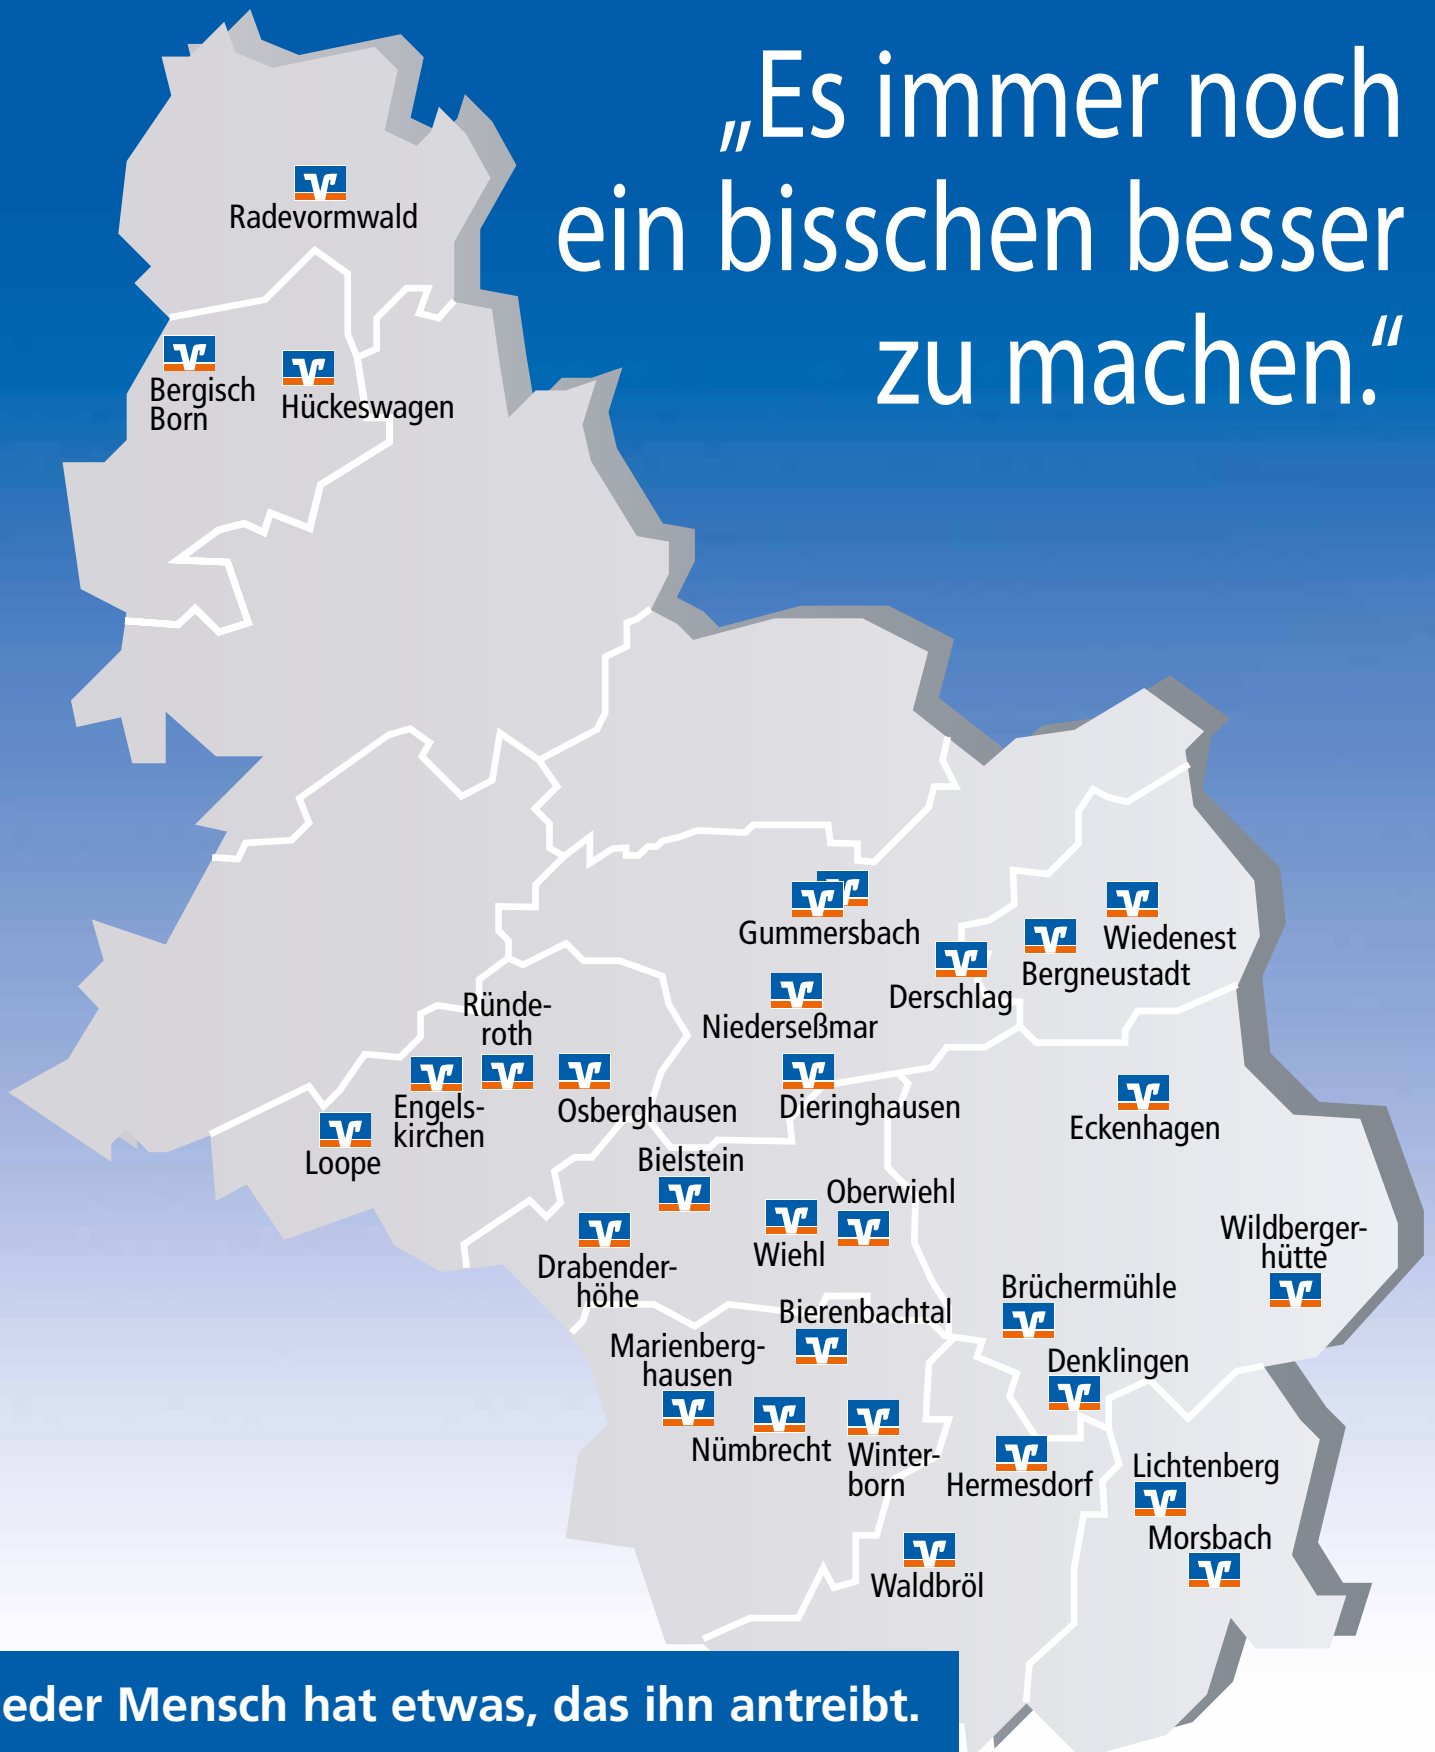 „Es immer noch
ein bisschen besser
zu machen.“
Radevormwald
Bergisch
Born
Hückeswagen
Gummersbach
Wiedenest
Bergneustadt
Derschlag
Niederseßmar
Ründe-
roth
Engels-
kirchen
Osberghausen
Dieringhausen
Eckenhagen
Loope
Bielstein
Oberwiehl
Wiehl
Drabender-
höhe
Wildberger-
hütte
Brüchermühle
Bierenbachtal
Marienberg-
hausen
Denklingen
Nümbrecht
Winter-
born
Hermesdorf
Lichtenberg
Morsbach
Waldbröl
eder Mensch hat etwas, das ihn antreibt.